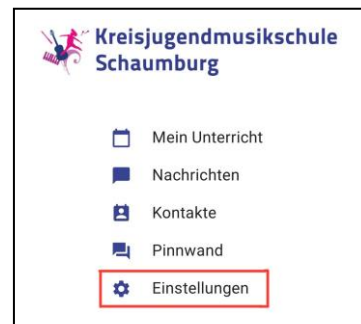 Kreisjugendmusikschule
Schaumburg
Mein Unterricht
Nachrichten
Kontakte
Pinnwand
Einstellungen